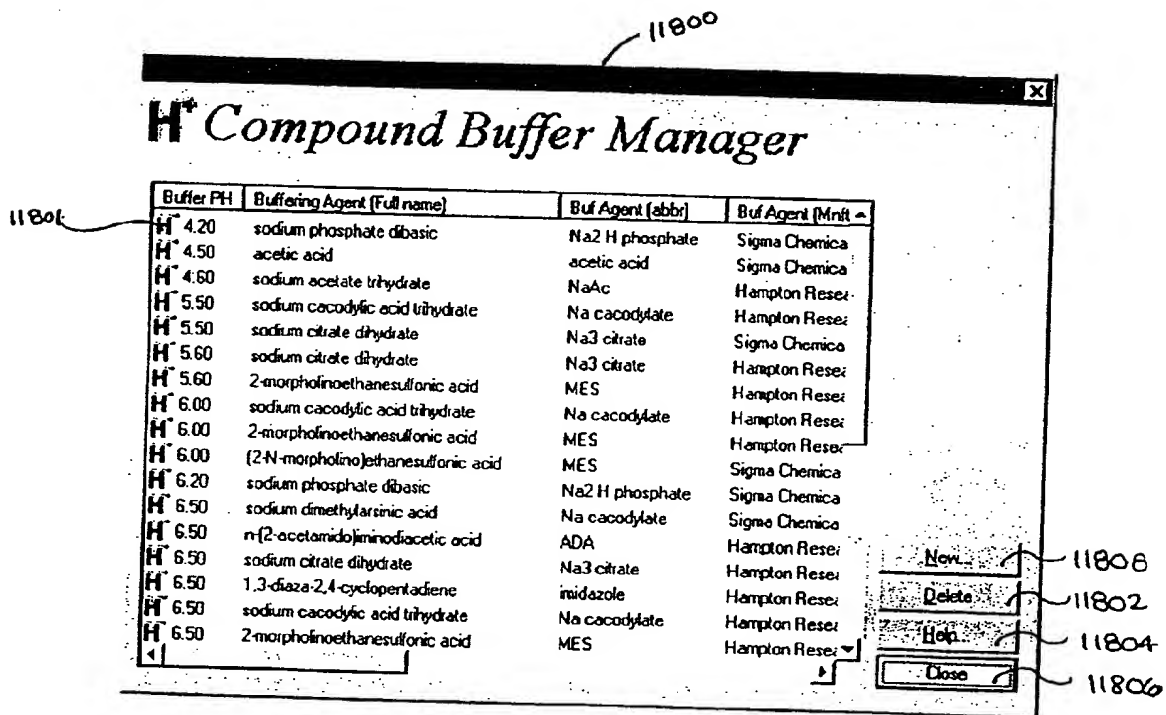 11800
H+ Compound Buffer Manager
Buffer PH Buffering Agent (Full name) Buf Agent (abbr) Buf Agent (Mnft
H+ 4.20 sodium phosphate dibasic Na2 H phosphate Sigma Chemica
H+ 4.50 acetic acid acetic acid Sigma Chemica
H+ 4.60 sodium acetate trihydrate NaAc Hampton Resea
H+ 5.50 sodium cacodylic acid trihydrate Na cacodylate Hampton Resea
H+ 5.50 sodium citrate dihydrate Na3 citrate Sigma Chemica
H+ 5.60 sodium citrate dihydrate Na3 citrate Hampton Resea
H+ 5.60 2-morpholinoethanesulfonic acid MES Hampton Resea
H+ 6.00 sodium cacodylic acid trihydrate Na cacodylate Hampton Resea
H+ 6.00 2-morpholinoethanesulfonic acid MES Hampton Resea
H+ 6.00 (2-N-morpholino)ethanesulfonic acid MES Sigma Chemica
H+ 6.20 sodium phosphate dibasic Na2 H phosphate Sigma Chemica
H+ 6.50 sodium dimethylarsinic acid Na cacodylate Sigma Chemica
H+ 6.50 n-(2-acetamido)iminodiacetic acid ADA Hampton Resea
H+ 6.50 sodium citrate dihydrate Na3 citrate Hampton Resea
H+ 6.50 1,3-diaza-2,4-cyclopentadiene imidazole Hampton Resea
H+ 6.50 sodium cacodylic acid trihydrate Na cacodylate Hampton Resea
H+ 6.50 2-morpholinoethanesulfonic acid MES Hampton Resea
New... 11808
Delete 11802
Help... 11804
Close 11806